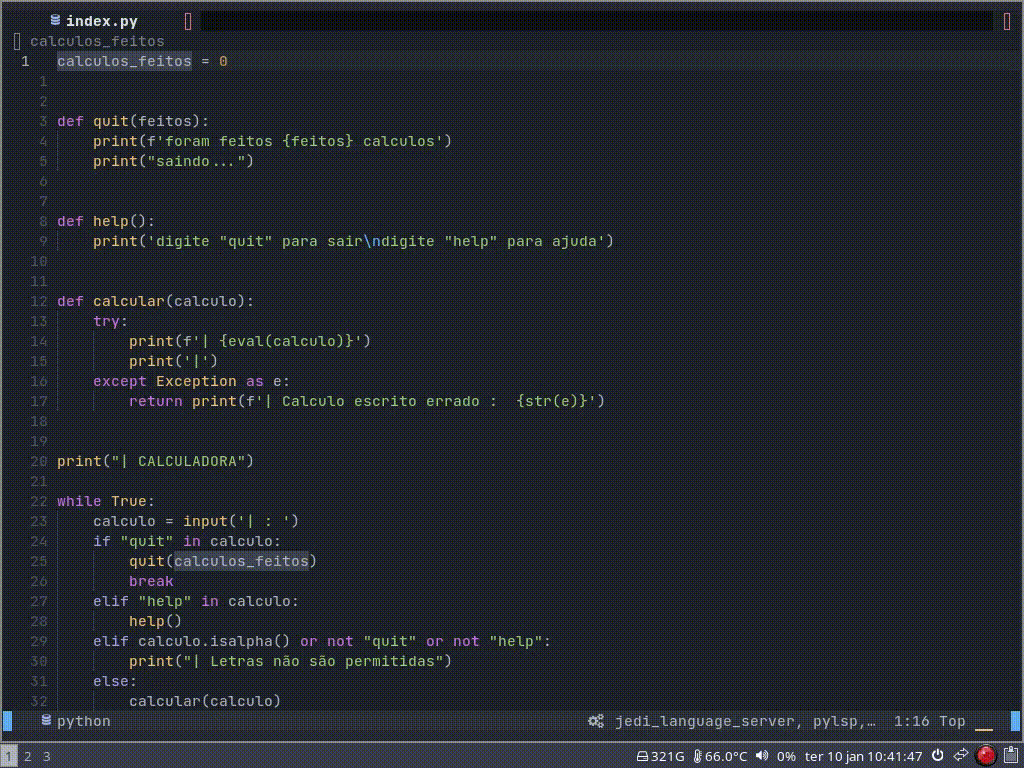 index.py
calculos_feitos
1 calculos_feitos = 0
1
2
3 def quit(feitos):
4     print(f'foram feitos {feitos} calculos')
5     print("saindo...")
6
7
8 def help():
9     print('digite "quit" para sair\ndigite "help" para ajuda')
10
11
12 def calcular(calculo):
13     try:
14         print(f'| {eval(calculo)}')
15         print('|')
16     except Exception as e:
17         return print(f'| Calculo escrito errado :  {str(e)}')
18
19
20 print("| CALCULADORA")
21
22 while True:
23     calculo = input('| : ')
24     if "quit" in calculo:
25         quit(calculos_feitos)
26         break
27     elif "help" in calculo:
28         help()
29     elif calculo.isalpha() or not "quit" or not "help":
30         print("| Letras não são permitidas")
31     else:
32         calcular(calculo)
python jedi_language_server, pylsp,… 1:16 Top
1 2 3 321G 66.0°C 0% ter 10 jan 10:41:47